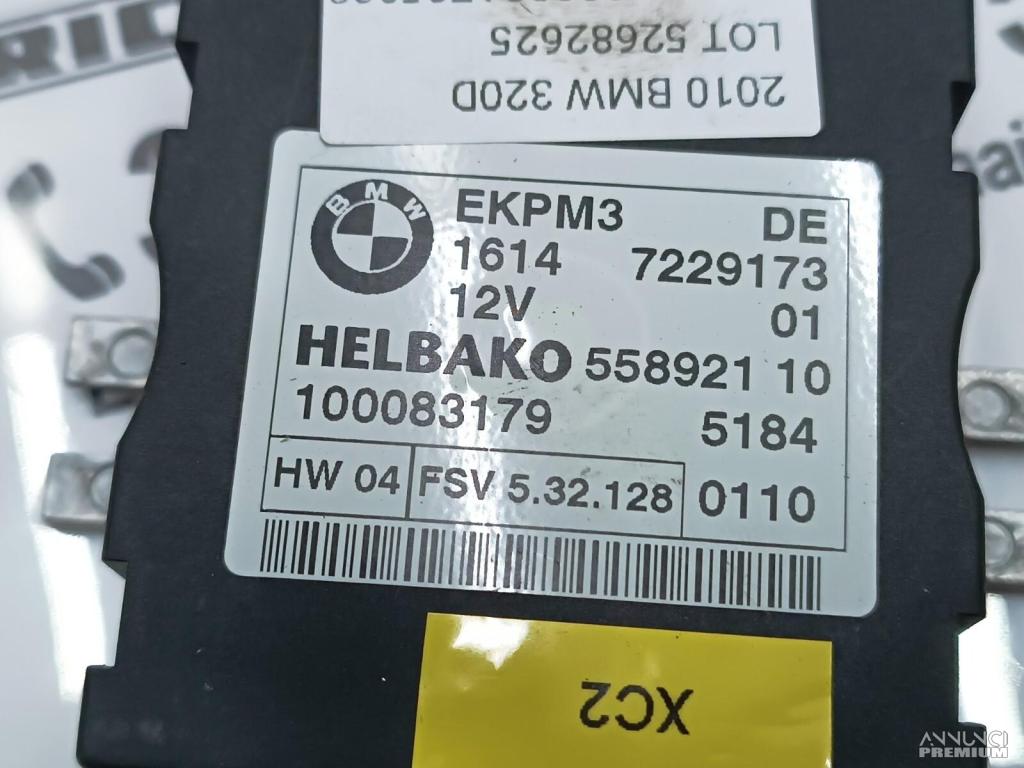 LOT 52682625
2010 BMW 320D
BMW
EKPM3 DE
1614 7229173
12V 01
HELBAKO 558921 10
100083179 5184
HW 04 FSV 5.32.128 0110
XC2
ANNUNCI
PREMIUM